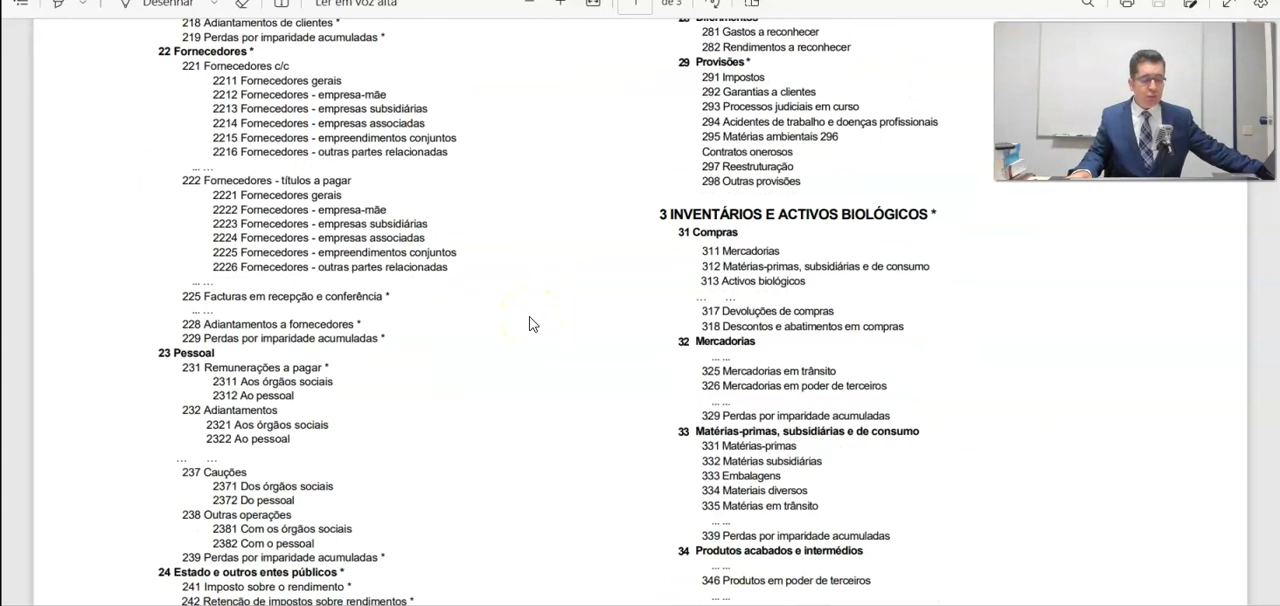 Desenhar
Ler em voz alta
1
de 3
218 Adiantamentos de clientes *
219 Perdas por imparidade acumuladas *
22 Fornecedores *
221 Fornecedores c/c
2211 Fornecedores gerais
2212 Fornecedores - empresa-mãe
2213 Fornecedores - empresas subsidiárias
2214 Fornecedores - empresas associadas
2215 Fornecedores - empreendimentos conjuntos
2216 Fornecedores - outras partes relacionadas
... ...
222 Fornecedores - títulos a pagar
2221 Fornecedores gerais
2222 Fornecedores - empresa-mãe
2223 Fornecedores - empresas subsidiárias
2224 Fornecedores - empresas associadas
2225 Fornecedores - empreendimentos conjuntos
2226 Fornecedores - outras partes relacionadas
... ...
225 Facturas em recepção e conferência *
... ...
228 Adiantamentos a fornecedores *
229 Perdas por imparidade acumuladas *
23 Pessoal
231 Remunerações a pagar *
2311 Aos órgãos sociais
2312 Ao pessoal
232 Adiantamentos
2321 Aos órgãos sociais
2322 Ao pessoal
... ...
237 Cauções
2371 Dos órgãos sociais
2372 Do pessoal
238 Outras operações
2381 Com os órgãos sociais
2382 Com o pessoal
239 Perdas por imparidade acumuladas *
24 Estado e outros entes públicos *
241 Imposto sobre o rendimento *
242 Retenção de impostos sobre rendimentos *
28 Diferimentos
281 Gastos a reconhecer
282 Rendimentos a reconhecer
29 Provisões *
291 Impostos
292 Garantias a clientes
293 Processos judiciais em curso
294 Acidentes de trabalho e doenças profissionais
295 Matérias ambientais 296
Contratos onerosos
297 Reestruturação
298 Outras provisões
3 INVENTÁRIOS E ACTIVOS BIOLÓGICOS *
31 Compras
311 Mercadorias
312 Matérias-primas, subsidiárias e de consumo
313 Activos biológicos
... ...
317 Devoluções de compras
318 Descontos e abatimentos em compras
32 Mercadorias
... ...
325 Mercadorias em trânsito
326 Mercadorias em poder de terceiros
... ...
329 Perdas por imparidade acumuladas
33 Matérias-primas, subsidiárias e de consumo
331 Matérias-primas
332 Matérias subsidiárias
333 Embalagens
334 Materiais diversos
335 Matérias em trânsito
... ...
339 Perdas por imparidade acumuladas
34 Produtos acabados e intermédios
... ...
346 Produtos em poder de terceiros
... ...